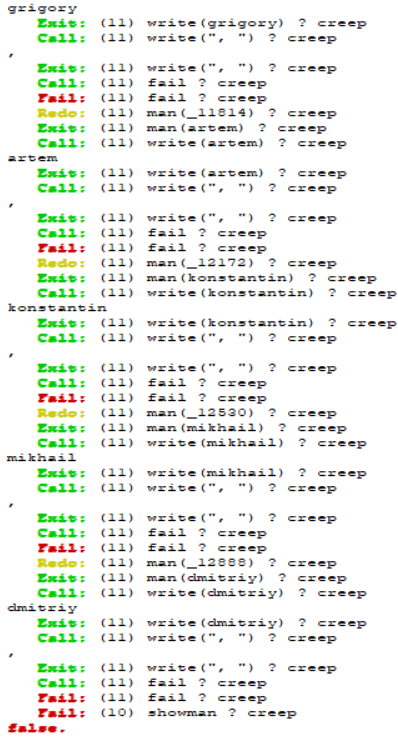 grigory
Exit: (11) write(grigory) ? creep
Call: (11) write(", ") ? creep
,
Exit: (11) write(", ") ? creep
Call: (11) fail ? creep
Fail: (11) fail ? creep
Redo: (11) man(_11814) ? creep
Exit: (11) man(artem) ? creep
Call: (11) write(artem) ? creep
artem
Exit: (11) write(artem) ? creep
Call: (11) write(", ") ? creep
,
Exit: (11) write(", ") ? creep
Call: (11) fail ? creep
Fail: (11) fail ? creep
Redo: (11) man(_12172) ? creep
Exit: (11) man(konstantin) ? creep
Call: (11) write(konstantin) ? creep
konstantin
Exit: (11) write(konstantin) ? creep
Call: (11) write(", ") ? creep
,
Exit: (11) write(", ") ? creep
Call: (11) fail ? creep
Fail: (11) fail ? creep
Redo: (11) man(_12530) ? creep
Exit: (11) man(mikhail) ? creep
Call: (11) write(mikhail) ? creep
mikhail
Exit: (11) write(mikhail) ? creep
Call: (11) write(", ") ? creep
,
Exit: (11) write(", ") ? creep
Call: (11) fail ? creep
Fail: (11) fail ? creep
Redo: (11) man(_12888) ? creep
Exit: (11) man(dmitriy) ? creep
Call: (11) write(dmitriy) ? creep
dmitriy
Exit: (11) write(dmitriy) ? creep
Call: (11) write(", ") ? creep
,
Exit: (11) write(", ") ? creep
Call: (11) fail ? creep
Fail: (11) fail ? creep
Fail: (10) showman ? creep
false.